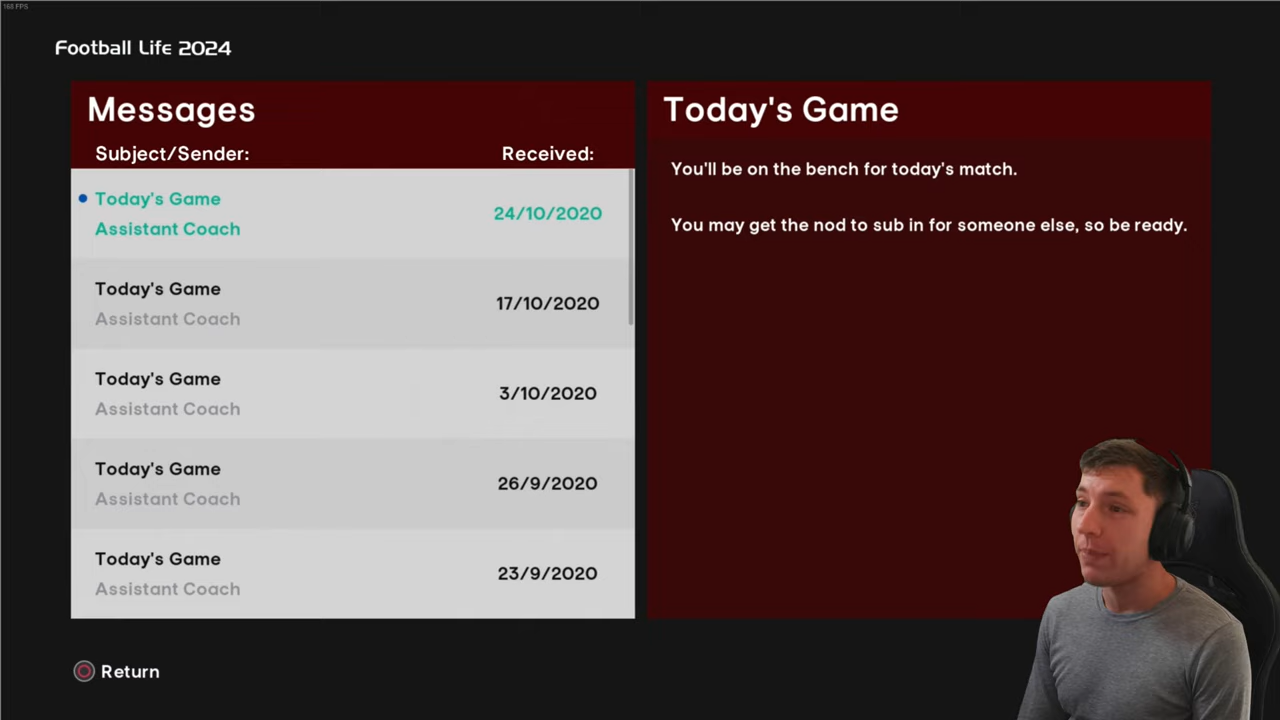 168 FPS
Football Life 2024
Messages
Subject/Sender:
Received:
Today's Game
Assistant Coach
24/10/2020
Today's Game
Assistant Coach
17/10/2020
Today's Game
Assistant Coach
3/10/2020
Today's Game
Assistant Coach
26/9/2020
Today's Game
Assistant Coach
23/9/2020
Today's Game
You'll be on the bench for today's match.
You may get the nod to sub in for someone else, so be ready.
Return